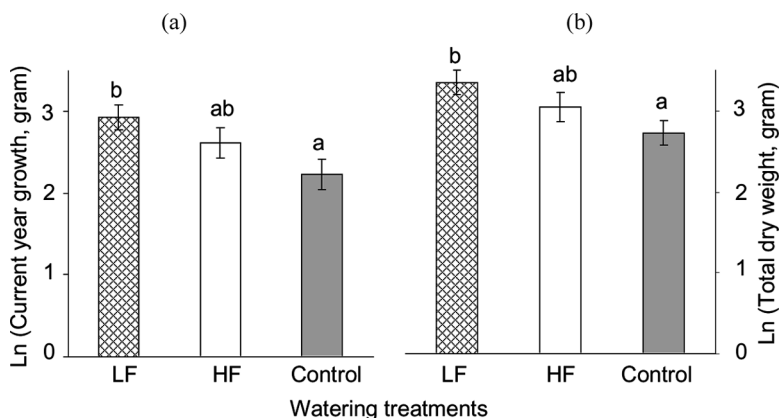 (a)
(b)
Ln (Current year growth, gram)
3
2
1
0
b
ab
a
LF
HF
Control
b
ab
a
LF
HF
Control
3
2
1
0
Ln (Total dry weight, gram)
Watering treatments